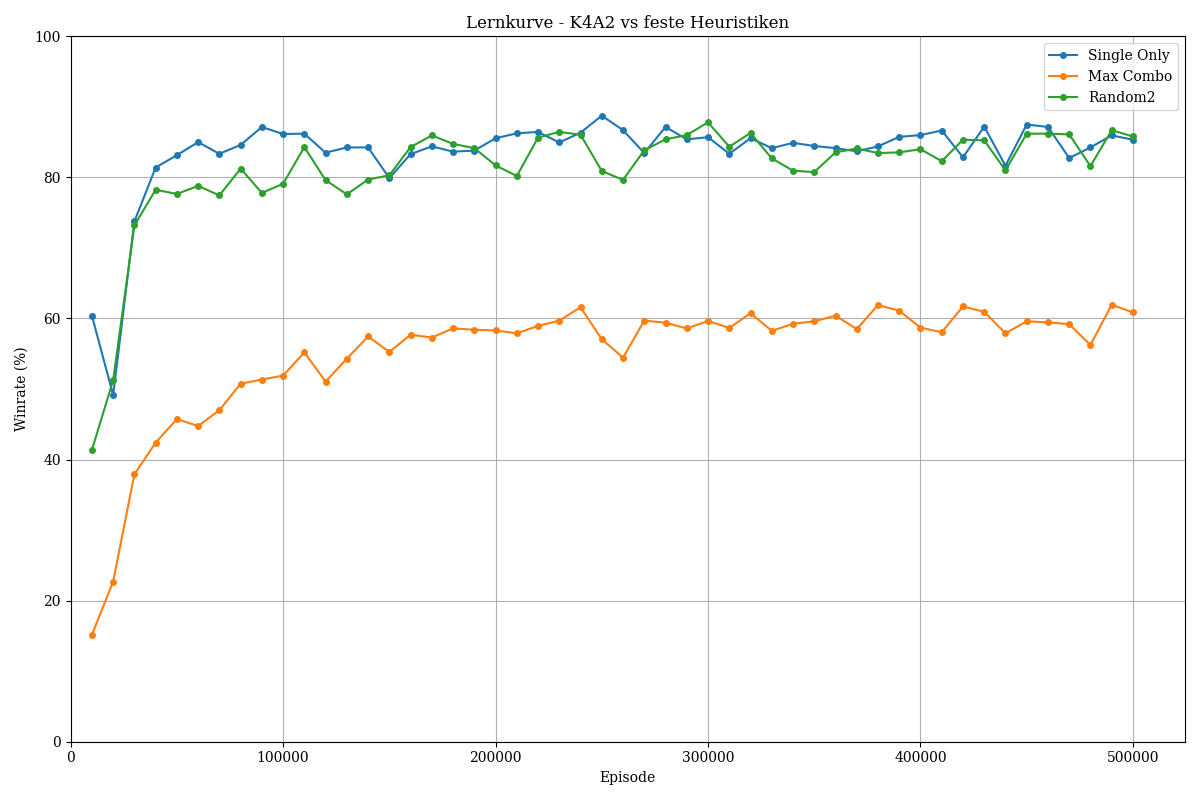 Lernkurve - K4A2 vs feste Heuristiken
Winrate (%)
100
80
60
40
20
0
Single Only
Max Combo
Random2
0 100000 200000 300000 400000 500000
Episode